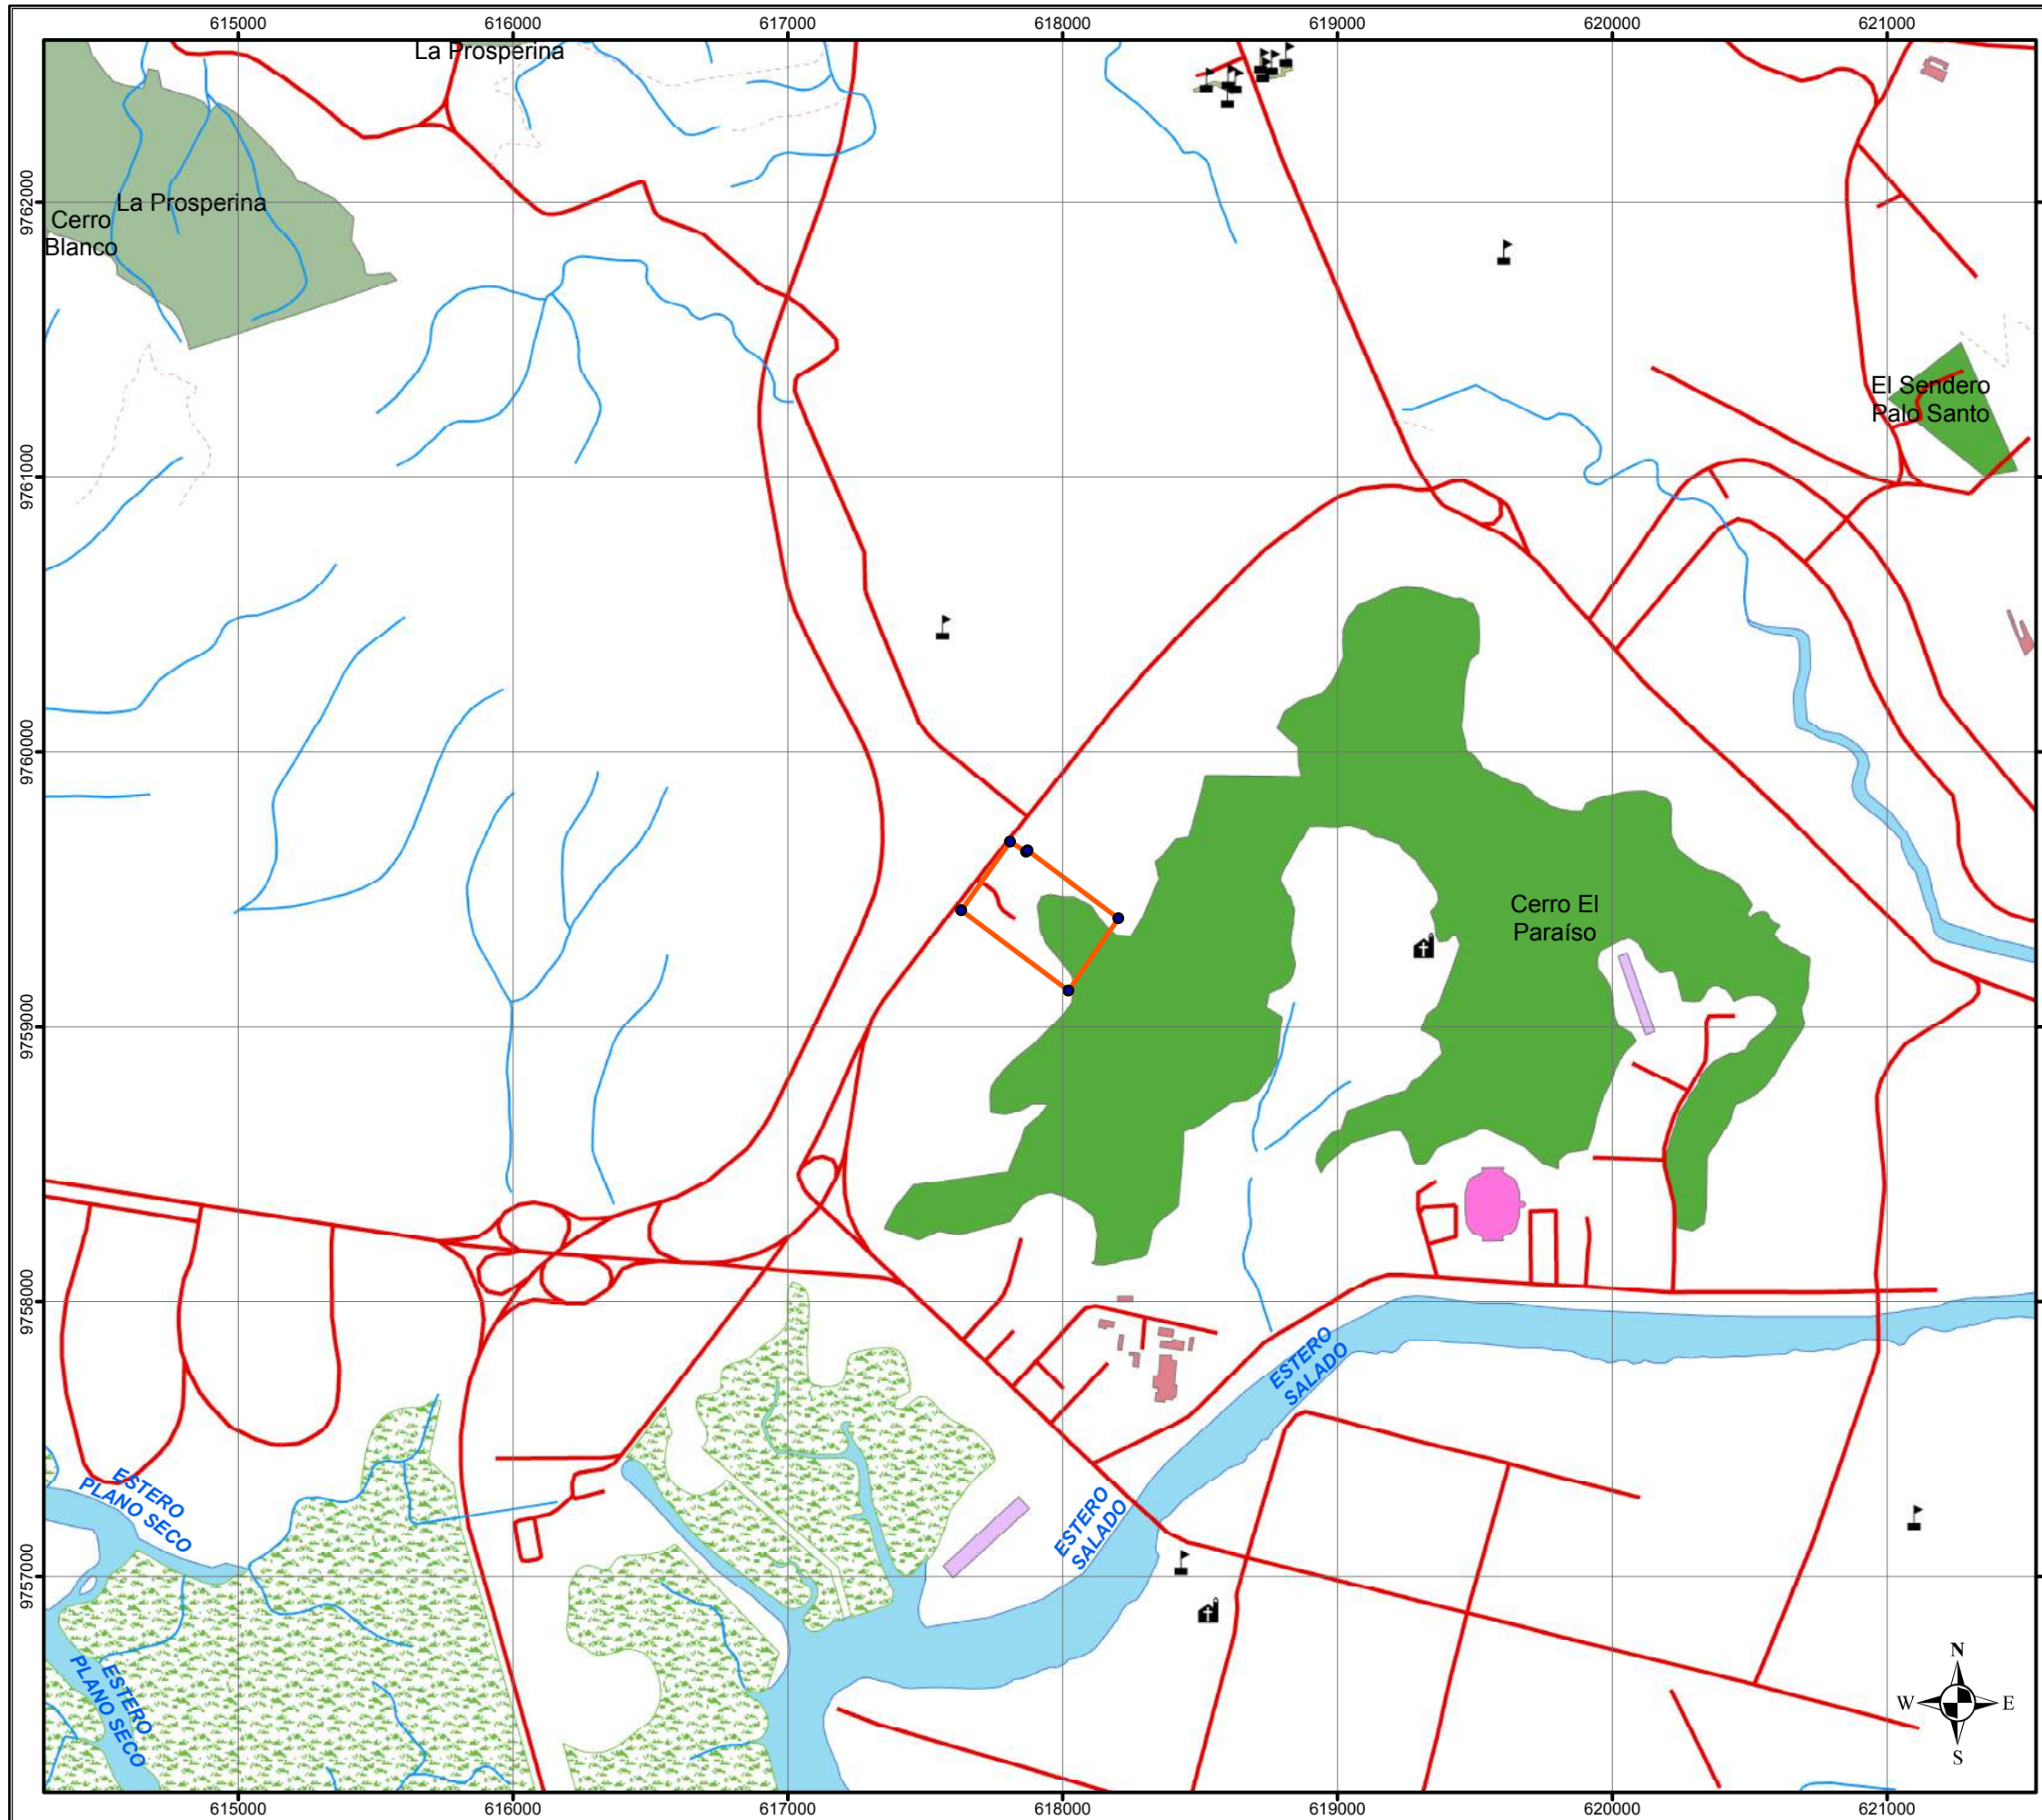 615000 616000 617000 618000 619000 620000 621000
La Prosperina
9762000
La Prosperina
Cerro
Blanco
El Sendero
Palo Santo
9761000
9760000
Cerro El
Paraíso
9759000
9758000
ESTERO
SALADO
ESTERO
PLANO SECO
ESTERO
SALADO
9757000
ESTERO
PLANO SECO
N
W E
S
615000 616000 617000 618000 619000 620000 621000